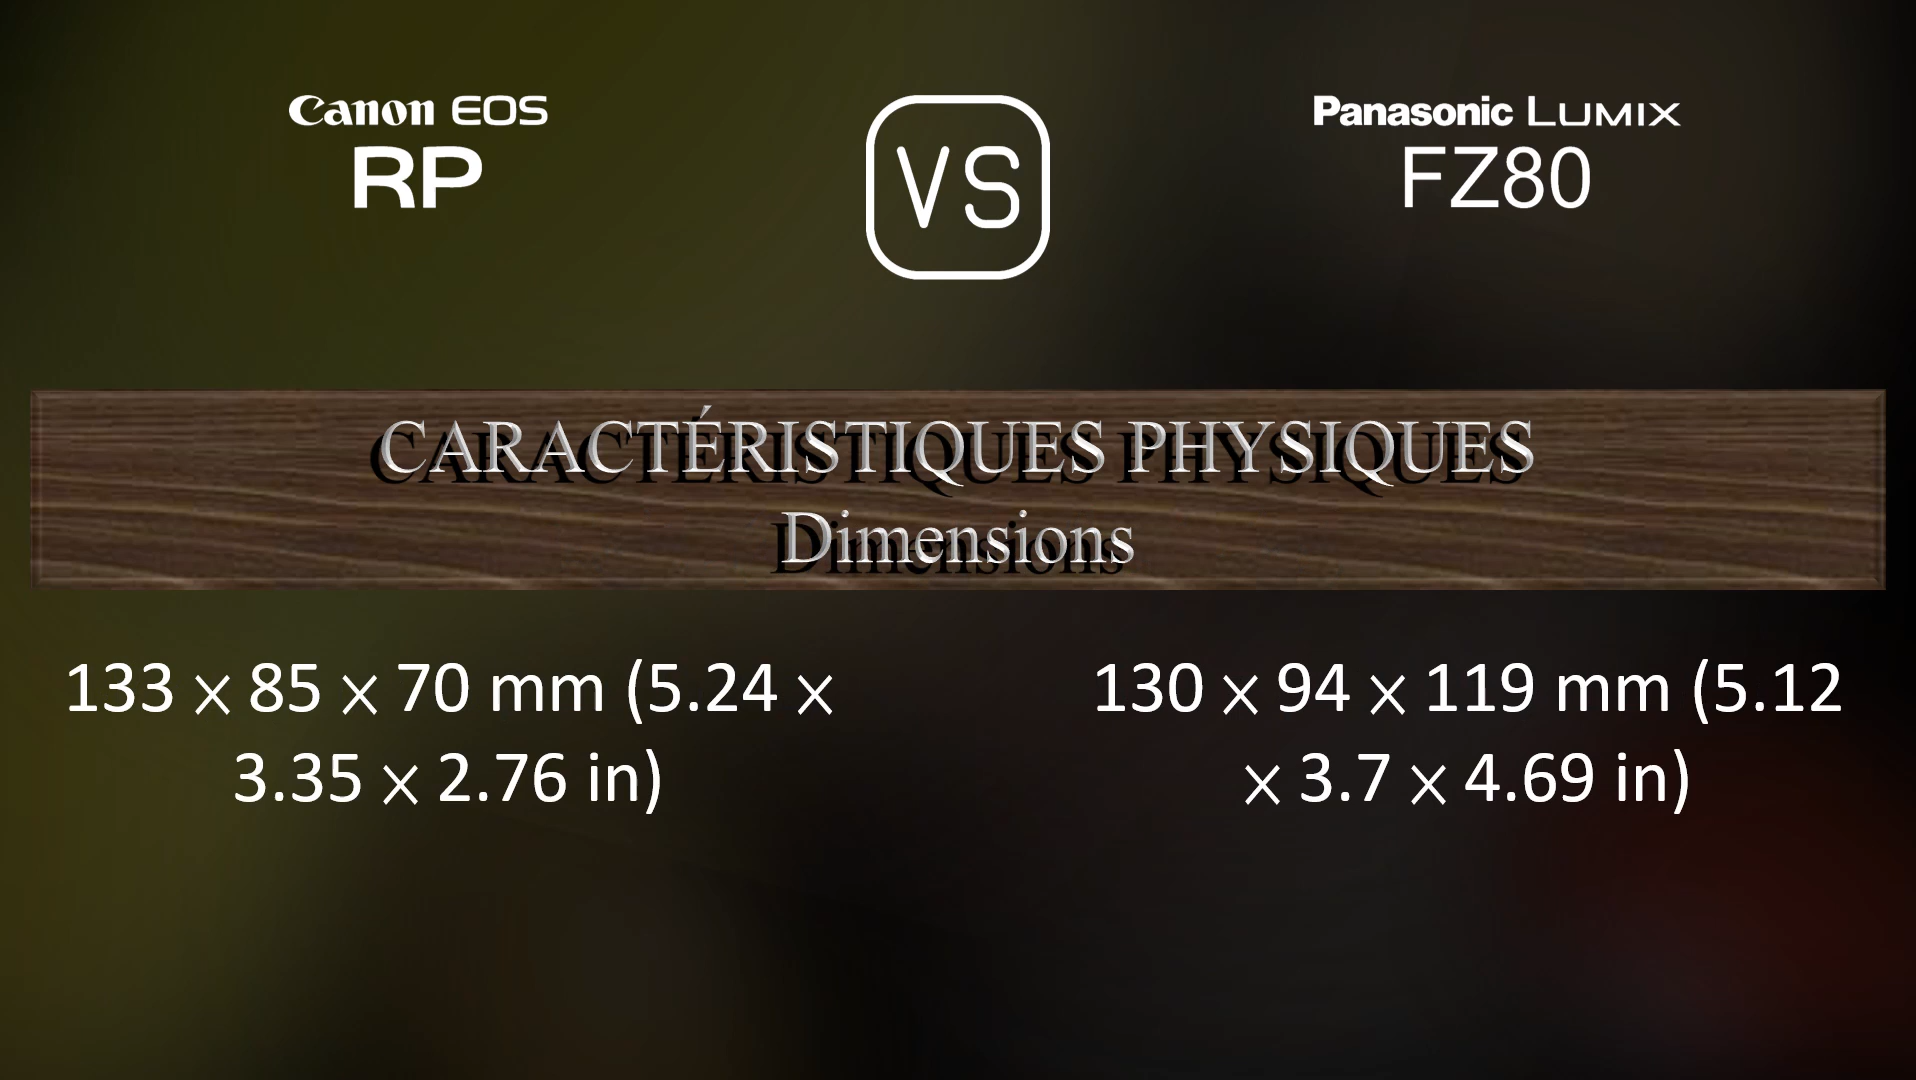 Canon EOS
RP
VS
Panasonic LUMIX
FZ80
CARACTÉRISTIQUES PHYSIQUES
Dimensions
133 x 85 x 70 mm (5.24 x
3.35 x 2.76 in)
130 x 94 x 119 mm (5.12
x 3.7 x 4.69 in)